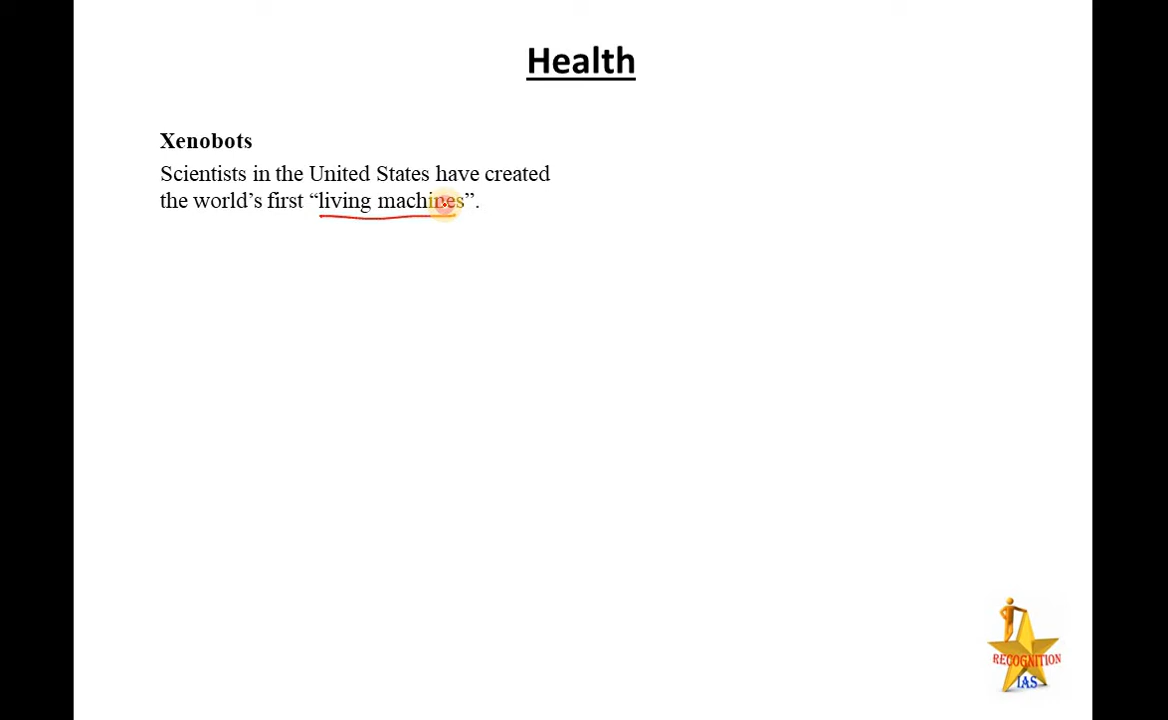 Health
Xenobots
Scientists in the United States have created
the world’s first “living machines”.
RECOGNITION
IAS